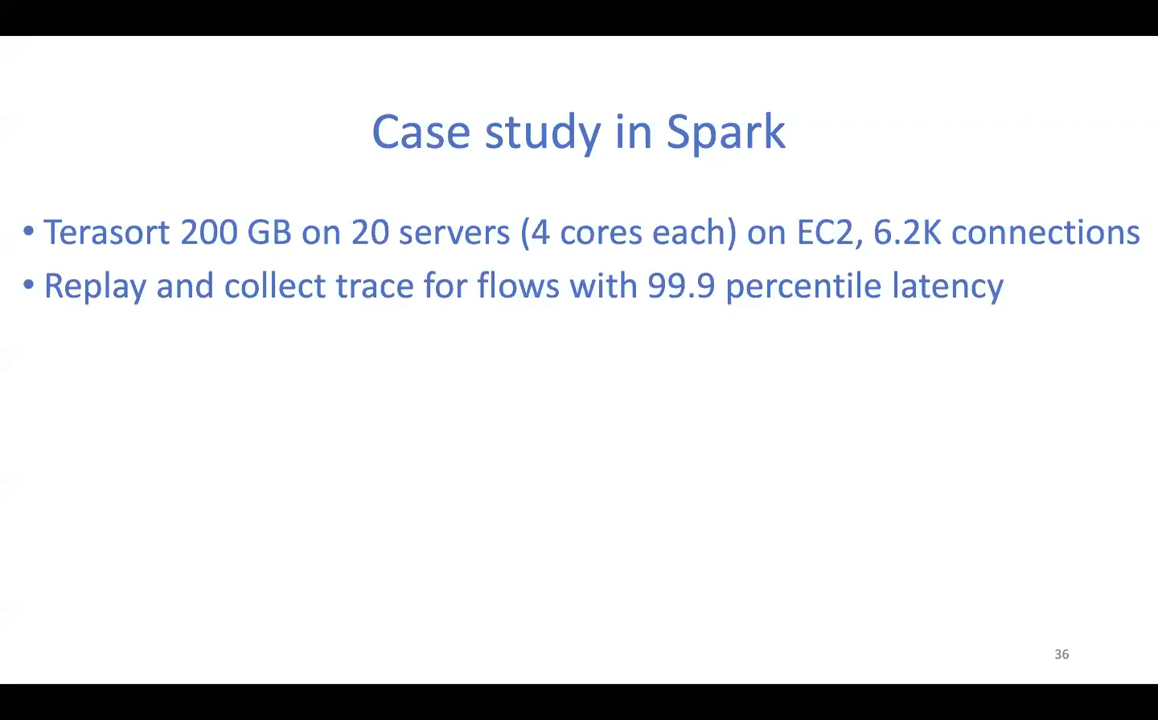 Case study in Spark
• Terasort 200 GB on 20 servers (4 cores each) on EC2, 6.2K connections
• Replay and collect trace for flows with 99.9 percentile latency
36